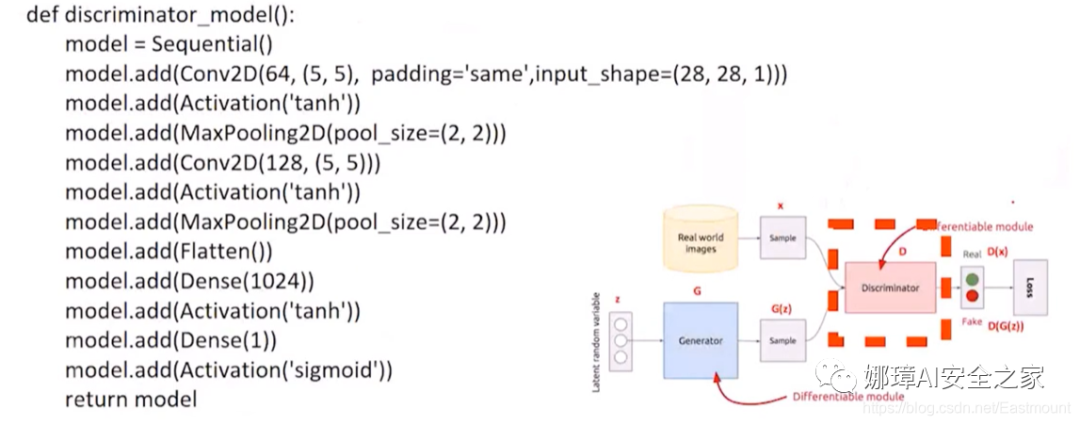 def discriminator_model():
model = Sequential()
model.add(Conv2D(64, (5, 5), padding='same',input_shape=(28, 28, 1)))
model.add(Activation('tanh'))
model.add(MaxPooling2D(pool_size=(2, 2)))
model.add(Conv2D(128, (5, 5)))
model.add(Activation('tanh'))
model.add(MaxPooling2D(pool_size=(2, 2)))
model.add(Flatten())
model.add(Dense(1024))
model.add(Activation('tanh'))
model.add(Dense(1))
model.add(Activation('sigmoid'))
return model
x
Real world
images
Sample
ferentiable module
D
Real D(x)
Discriminator
Loss
Fake D(G(z))
Latent random variable
z
G
Generator
G(z)
Sample
Differentiable module
娜璋AI安全之家
https://blog.csdn.net/Eastmount